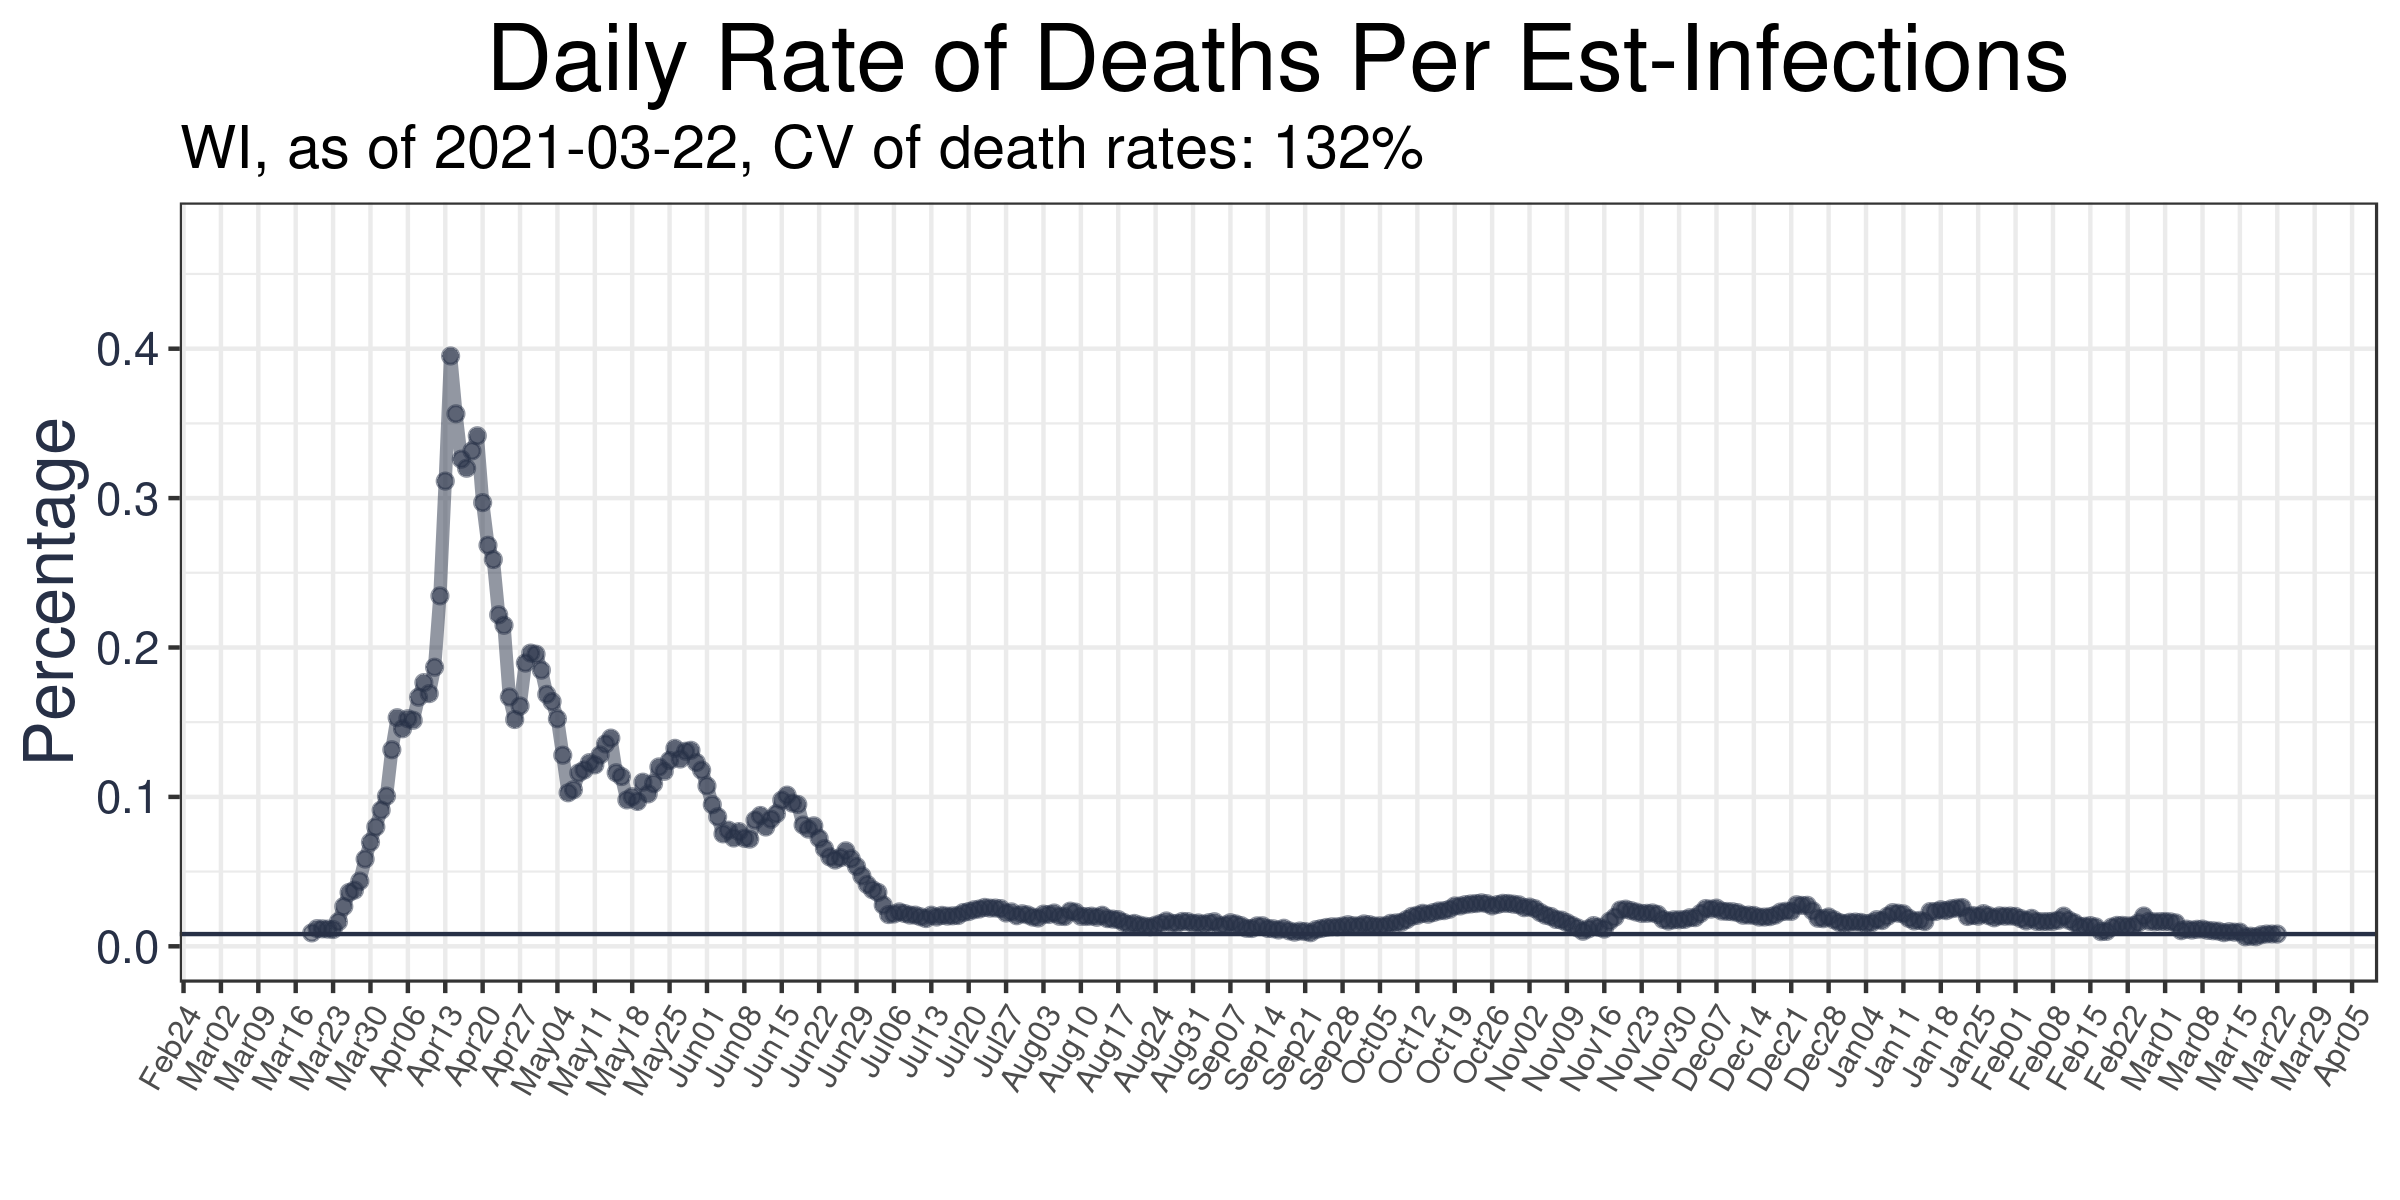 Daily Rate of Deaths Per Est-Infections
WI, as of 2021-03-22, CV of death rates: 132%
Percentage
0.4
0.3
0.2
0.1
0.0
Feb24
Mar02
Mar09
Mar16
Mar23
Mar30
Apr06
Apr13
Apr20
Apr27
May04
May11
May18
May25
Jun01
Jun08
Jun15
Jun22
Jun29
Jul06
Jul13
Jul20
Jul27
Aug03
Aug10
Aug17
Aug24
Aug31
Sep07
Sep14
Sep21
Sep28
Oct05
Oct12
Oct19
Oct26
Nov02
Nov09
Nov16
Nov23
Nov30
Dec07
Dec14
Dec21
Dec28
Jan04
Jan11
Jan18
Jan25
Feb01
Feb08
Feb15
Feb22
Mar01
Mar08
Mar15
Mar22
Mar29
Apr05